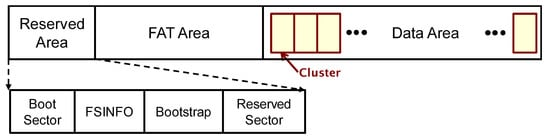 Reserved
Area
FAT Area
Data Area
Cluster
Boot
Sector
FSINFO
Bootstrap
Reserved
Sector